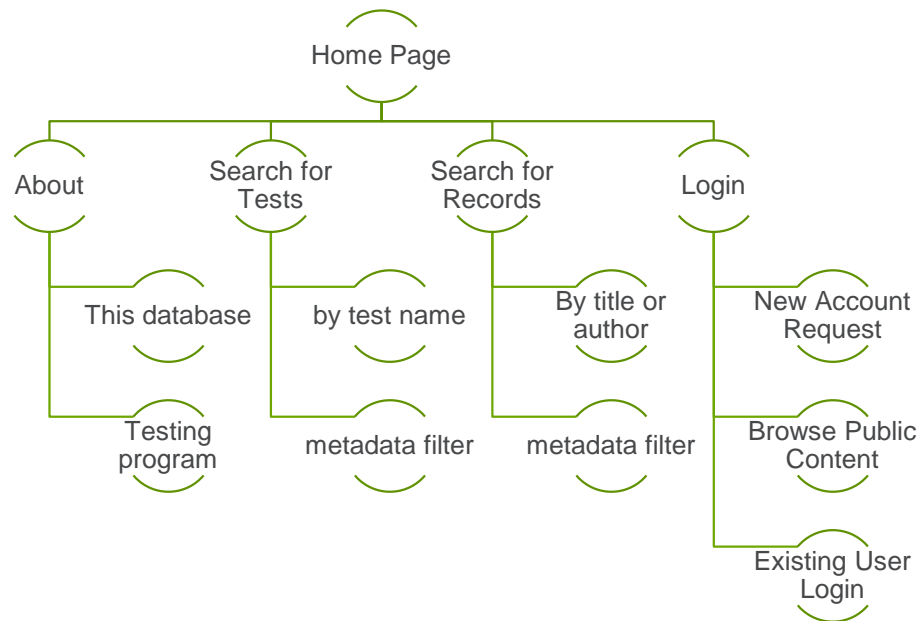 Home Page
About
Search for
Tests
Search for
Records
Login
This database
by test name
By title or
author
New Account
Request
Testing
program
metadata filter
metadata filter
Browse Public
Content
Existing User
Login